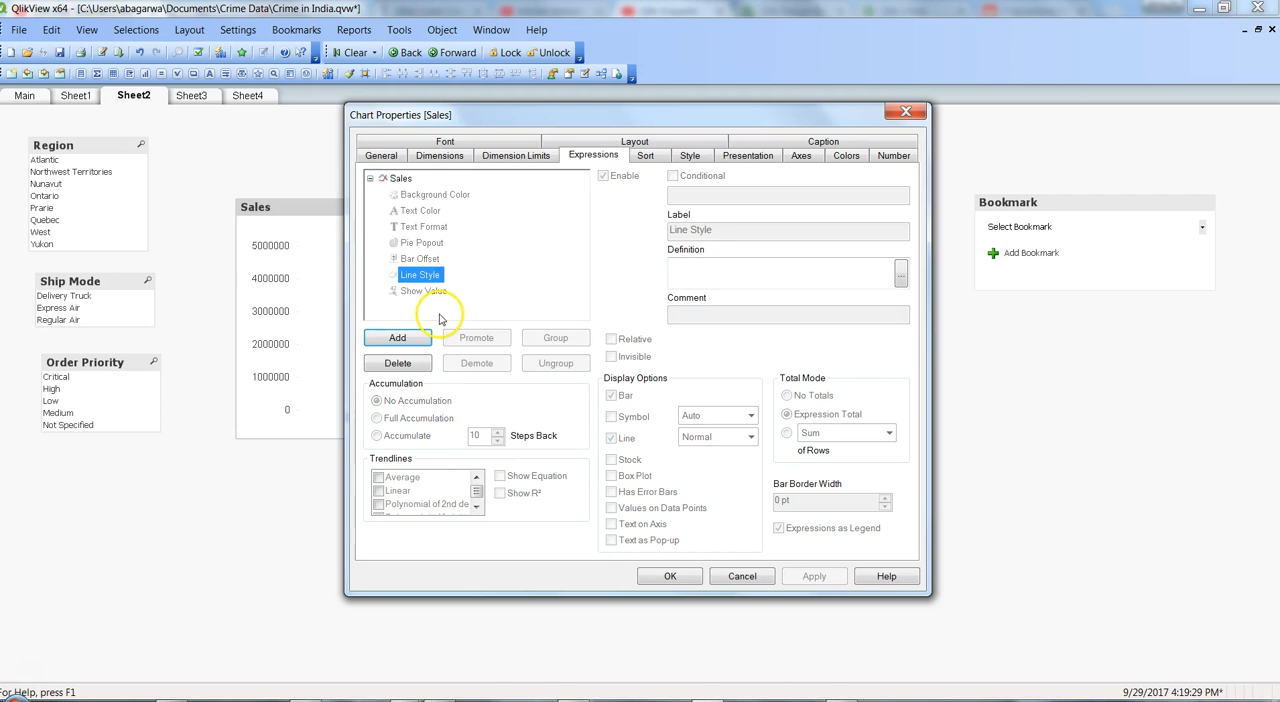 QlikView x64 - [C:\Users\abagarwa\Documents\Crime Data\Crime in India.qvw*]
File Edit View Selections Layout Settings Bookmarks Reports Tools Object Window Help
Clear Back Forward Lock Unlock
Main Sheet1 Sheet2 Sheet3 Sheet4
Region
Atlantic
Northwest Territories
Nunavut
Ontario
Prarie
Quebec
West
Yukon
Ship Mode
Delivery Truck
Express Air
Regular Air
Order Priority
Critical
High
Low
Medium
Not Specified
Sales
5000000
4000000
3000000
2000000
1000000
0
Chart Properties [Sales]
Font Layout Caption
General Dimensions Dimension Limits Expressions Sort Style Presentation Axes Colors Number
Sales
Background Color
Text Color
Text Format
Pie Popout
Bar Offset
Line Style
Show Value
Add Promote Group
Delete Demote Ungroup
Accumulation
No Accumulation
Full Accumulation
Accumulate 10 Steps Back
Trendlines
Average
Linear
Polynomial of 2nd de
Show Equation
Show R²
Enable Conditional
Label
Line Style
Definition
...
Comment
Relative
Invisible
Display Options
Bar
Symbol Auto
Line Normal
Stock
Box Plot
Has Error Bars
Values on Data Points
Text on Axis
Text as Pop-up
Total Mode
No Totals
Expression Total
Sum
of Rows
Bar Border Width
0 pt
Expressions as Legend
OK Cancel Apply Help
Bookmark
Select Bookmark
Add Bookmark
For Help, press F1
9/29/2017 4:19:29 PM*